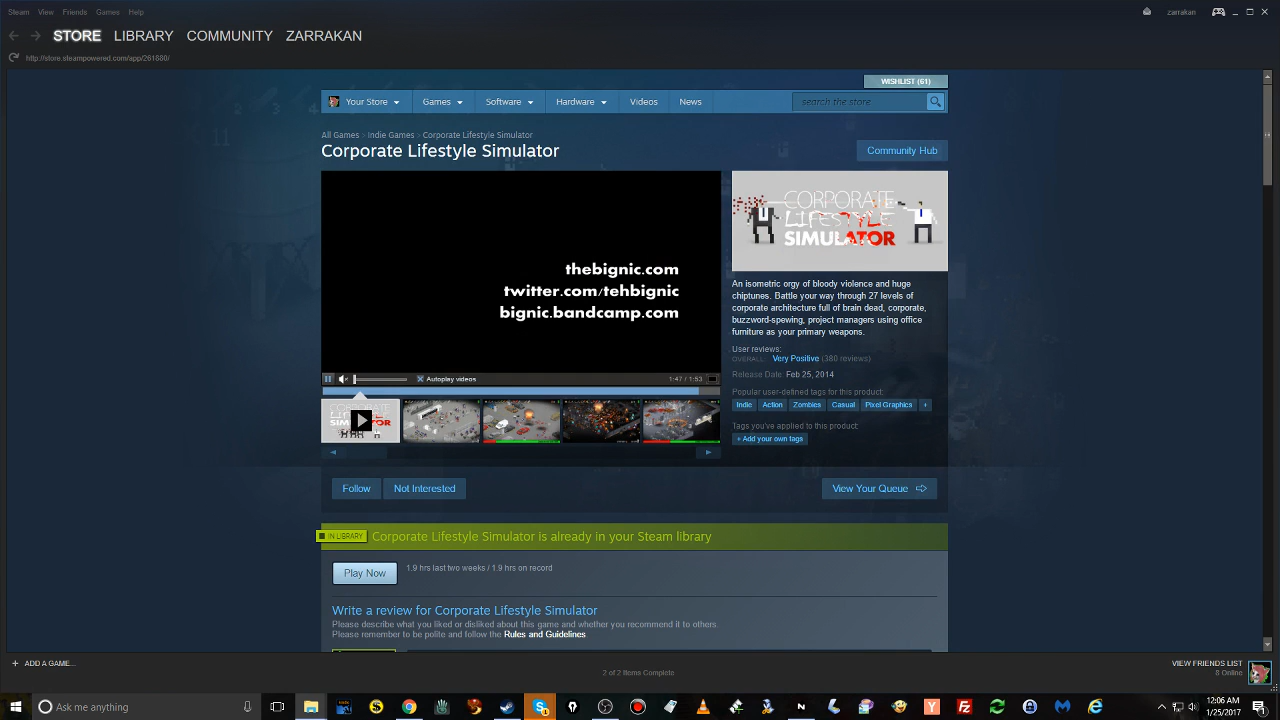 Steam View Friends Games Help
zarrakan
STORE LIBRARY COMMUNITY ZARRAKAN
http://store.steampowered.com/app/261880/
WISHLIST (61)
Your Store Games Software Hardware Videos News search the store
All Games > Indie Games > Corporate Lifestyle Simulator
Corporate Lifestyle Simulator
Community Hub
thebignic.com
twitter.com/tehbignic
bignic.bandcamp.com
Autoplay videos 1:47 / 1:53
CORPORATE
LIFESTYLE
SIMULATOR
An isometric orgy of bloody violence and huge
chiptunes. Battle your way through 27 levels of
corporate architecture full of brain dead, corporate,
buzzword-spewing, project managers using office
furniture as your primary weapons.
User reviews:
OVERALL: Very Positive (380 reviews)
Release Date: Feb 25, 2014
Popular user-defined tags for this product:
Indie Action Zombies Casual Pixel Graphics +
Tags you've applied to this product:
+ Add your own tags
Follow Not Interested View Your Queue
IN LIBRARY Corporate Lifestyle Simulator is already in your Steam library
Play Now 1.9 hrs last two weeks / 1.9 hrs on record
Write a review for Corporate Lifestyle Simulator
Please describe what you liked or disliked about this game and whether you recommend it to others.
Please remember to be polite and follow the Rules and Guidelines
+ ADD A GAME...
2 of 2 Items Complete
VIEW FRIENDS LIST
8 Online
Ask me anything
12:06 AM
1/25/2017